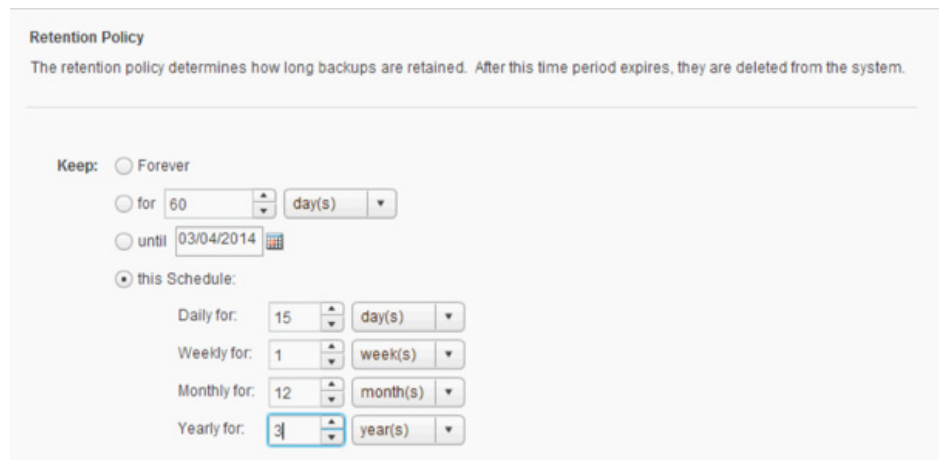 Retention Policy
The retention policy determines how long backups are retained. After this time period expires, they are deleted from the system.
Keep: Forever
for 60 day(s)
until 03/04/2014
this Schedule:
Daily for: 15 day(s)
Weekly for: 1 week(s)
Monthly for: 12 month(s)
Yearly for: 3 year(s)